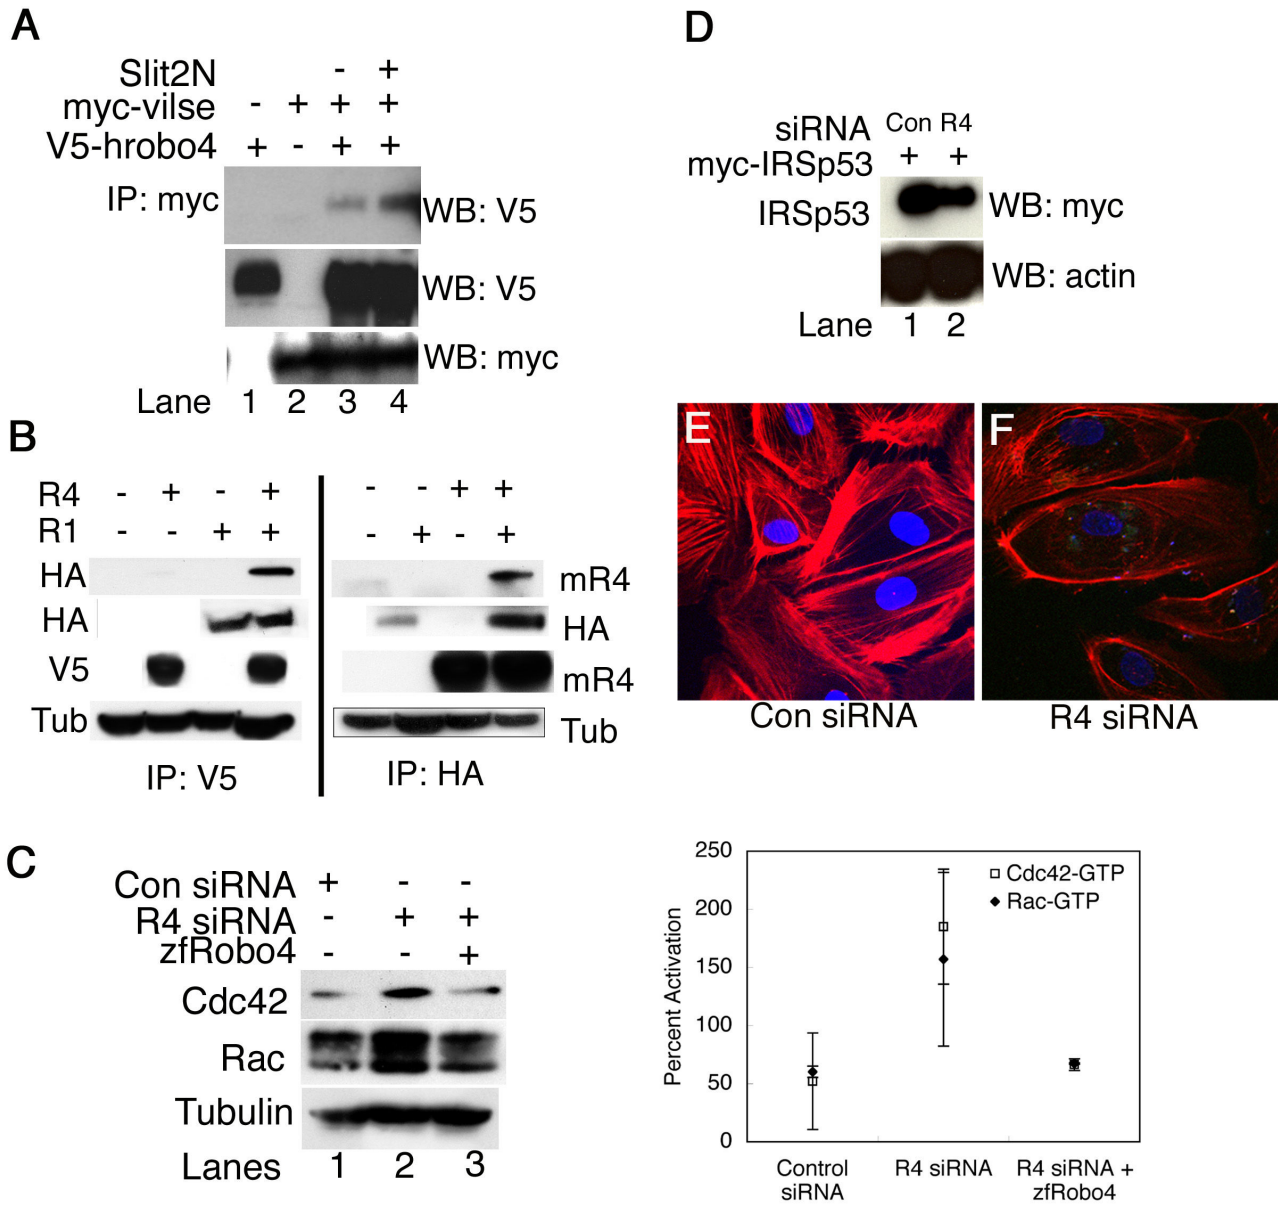 A
Slit2N - +
myc-vilse - + + +
V5-hrobo4 + - + +
IP: myc WB: V5
WB: V5
WB: myc
Lane 1 2 3 4
B
R4 - + - +
R1 - - + +
HA
HA
V5
Tub
IP: V5
- - + +
- + - +
mR4
HA
mR4
Tub
IP: HA
C
Con siRNA + - -
R4 siRNA - + +
zfRobo4 - - +
Cdc42
Rac
Tubulin
Lanes 1 2 3
D
siRNA Con R4
myc-IRSp53 + +
IRSp53 WB: myc
WB: actin
Lane 1 2
E
Con siRNA
F
R4 siRNA
Percent Activation
250
200
150
100
50
0
Cdc42-GTP
Rac-GTP
Control
siRNA
R4 siRNA
R4 siRNA +
zfRobo4